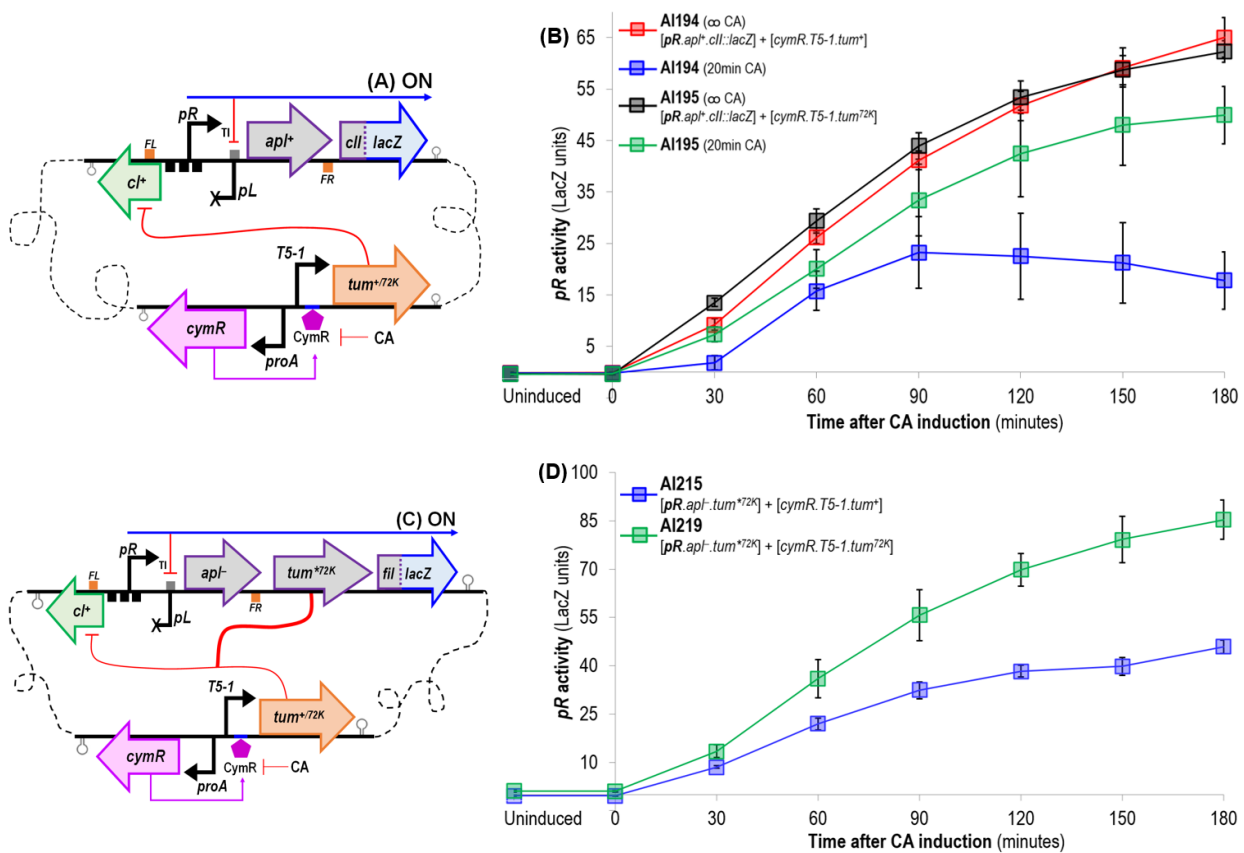 (A) ON
pR
TI
apl⁺
cII
lacZ
FL
cI⁺
X
pL
FR
T5-1
tum⁺/⁷²ᴷ
cymR
CymR
CA
proA
(B)
pR activity (LacZ units)
65
55
45
35
25
15
5
AI194 (∞ CA)
[pR.apl⁺.cII::lacZ] + [cymR.T5-1.tum⁺]
AI194 (20min CA)
AI195 (∞ CA)
[pR.apl⁺.cII::lacZ] + [cymR.T5-1.tum⁷²ᴷ]
AI195 (20min CA)
Uninduced 0 30 60 90 120 150 180
Time after CA induction (minutes)
(C) ON
pR
TI
apl⁻
tum*⁷²ᴷ
fil
lacZ
FL
cI⁺
X
pL
FR
T5-1
tum⁺/⁷²ᴷ
cymR
CymR
CA
proA
(D)
pR activity (LacZ units)
100
85
70
55
40
25
10
AI215
[pR.apl⁻.tum*⁷²ᴷ] + [cymR.T5-1.tum⁺]
AI219
[pR.apl⁻.tum*⁷²ᴷ] + [cymR.T5-1.tum⁷²ᴷ]
Uninduced 0 30 60 90 120 150 180
Time after CA induction (minutes)